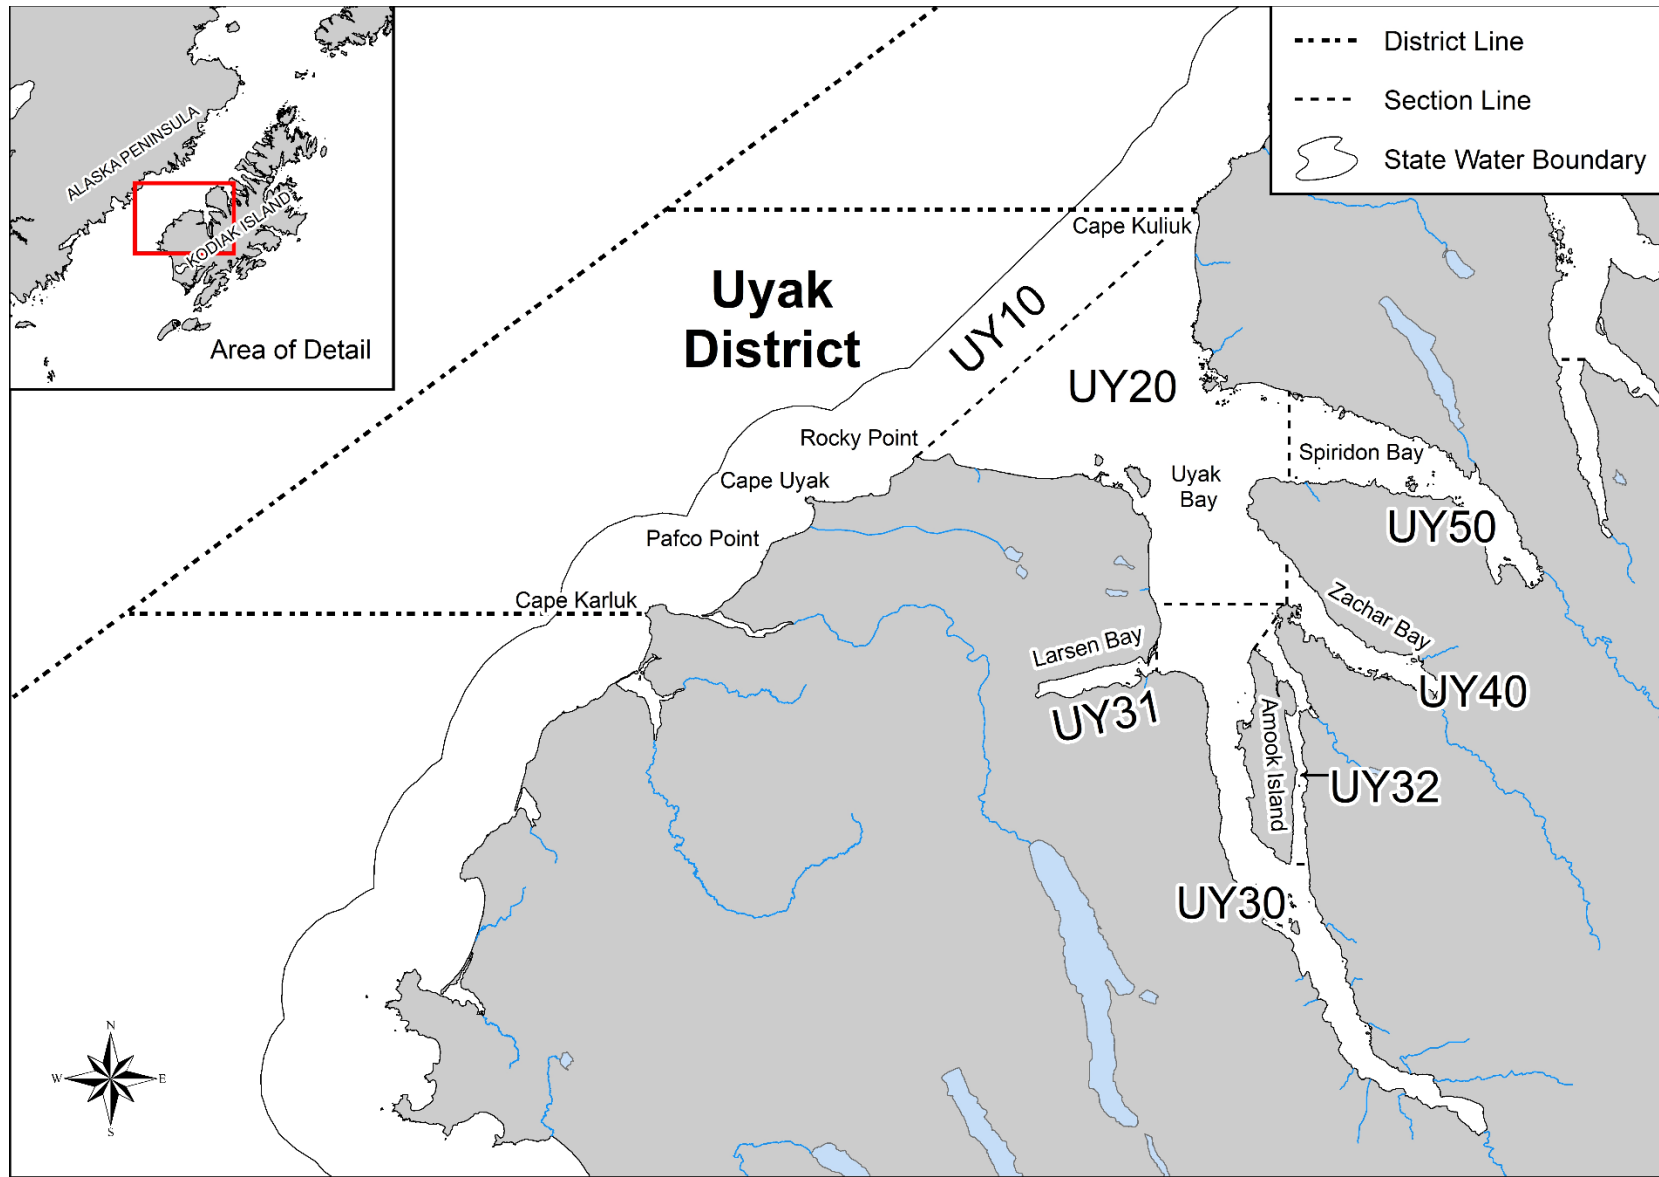 ALASKA PENINSULA
KODIAK ISLAND
Area of Detail
District Line
Section Line
State Water Boundary
Cape Kuliuk
Uyak
District
UY10
UY20
Rocky Point
Spiridon Bay
Cape Uyak
Uyak
Bay
UY50
Pafco Point
Cape Karluk
Zachar Bay
Larsen Bay
UY40
UY31
Amook Island
UY32
UY30
N
W
E
S